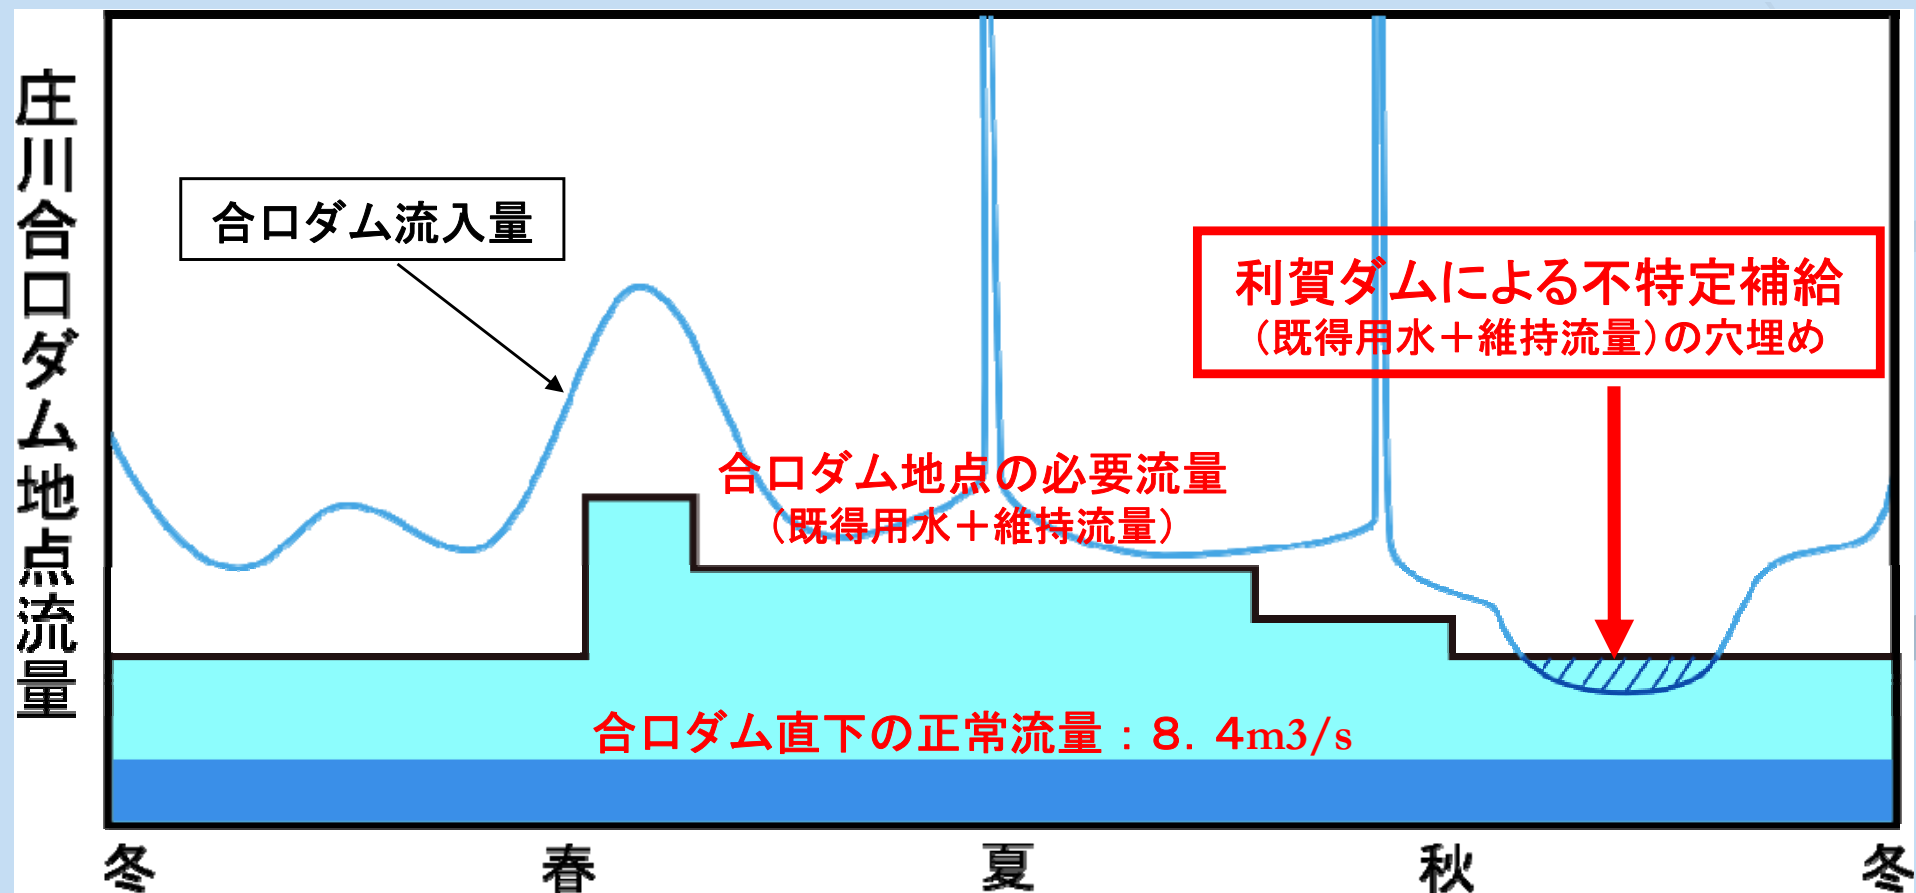 庄川合口ダム地点流量
合口ダム流入量
利賀ダムによる不特定補給
(既得用水+維持流量)の穴埋め
合口ダム地点の必要流量
(既得用水+維持流量)
合口ダム直下の正常流量：８．４m3/s
冬 春 夏 秋 冬